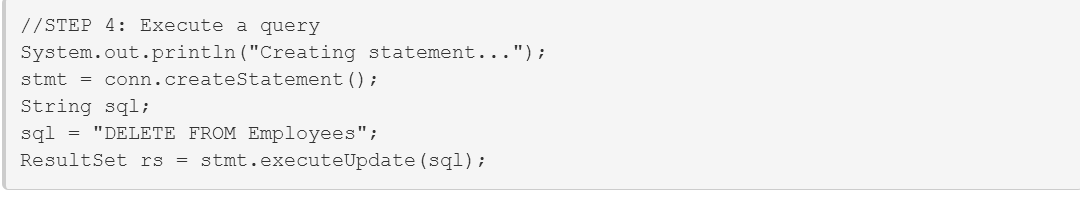 //STEP 4: Execute a query
System.out.println("Creating statement...");
stmt = conn.createStatement();
String sql;
sql = "DELETE FROM Employees";
ResultSet rs = stmt.executeUpdate(sql);